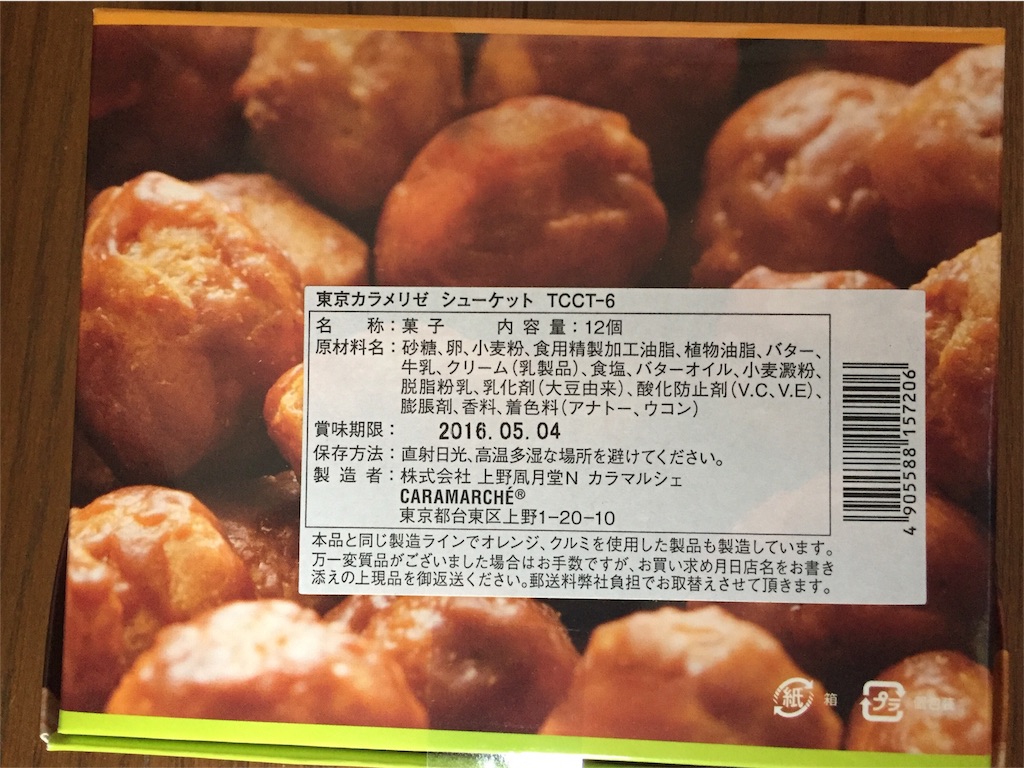 東京カラメリゼ シューケット TCCT-6
名 称：菓子 内容量：12個
原材料名：砂糖、卵、小麦粉、食用精製加工油脂、植物油脂、バター、
牛乳、クリーム（乳製品）、食塩、バターオイル、小麦澱粉、
脱脂粉乳、乳化剤（大豆由来）、酸化防止剤（V.C、V.E）、
膨脹剤、香料、着色料（アナトー、ウコン）
賞味期限： 2016.05.04
保存方法：直射日光、高温多湿な場所を避けてください。
製造者：株式会社 上野凮月堂N カラマルシェ
CARAMARCHÉ®
東京都台東区上野1-20-10
本品と同じ製造ラインでオレンジ、クルミを使用した製品も製造しています。
万一変質品がございました場合はお手数ですが、お買い求め月日店名をお書き
添えの上現品を御返送ください。郵送料弊社負担でお取替えさせて頂きます。
4905588157206
紙 箱 プラ 個包装